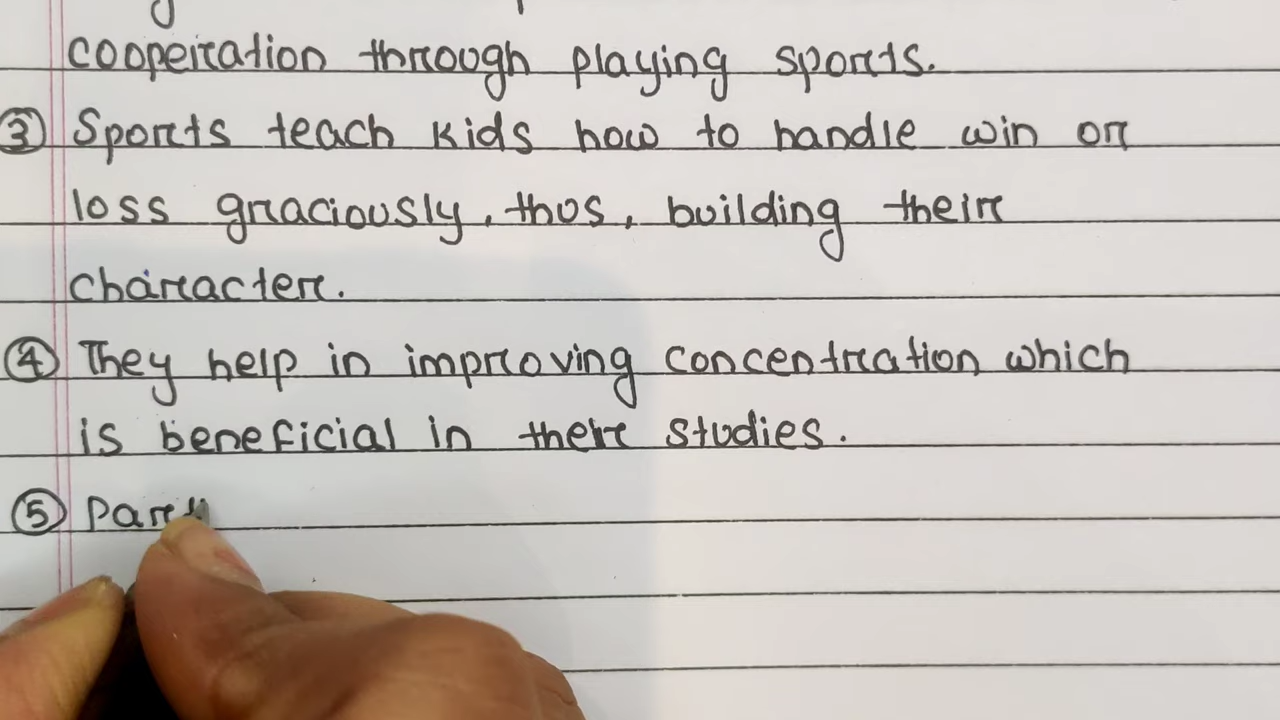 cooperation through playing sports.
③ Sports teach kids how to handle win or
loss graciously, thus, building their
character.
④ They help in improving concentration which
is beneficial in their studies.
⑤ Part